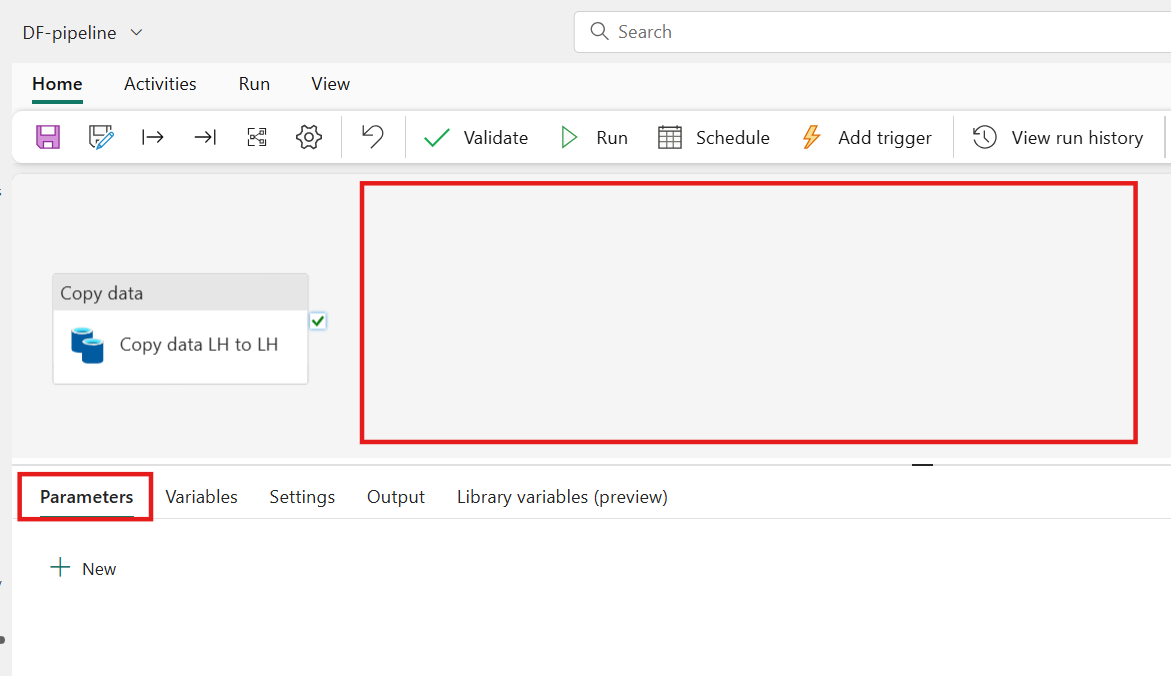 DF-pipeline
Search
Home Activities Run View
Validate Run Schedule Add trigger View run history
Copy data
Copy data LH to LH
Parameters Variables Settings Output Library variables (preview)
New